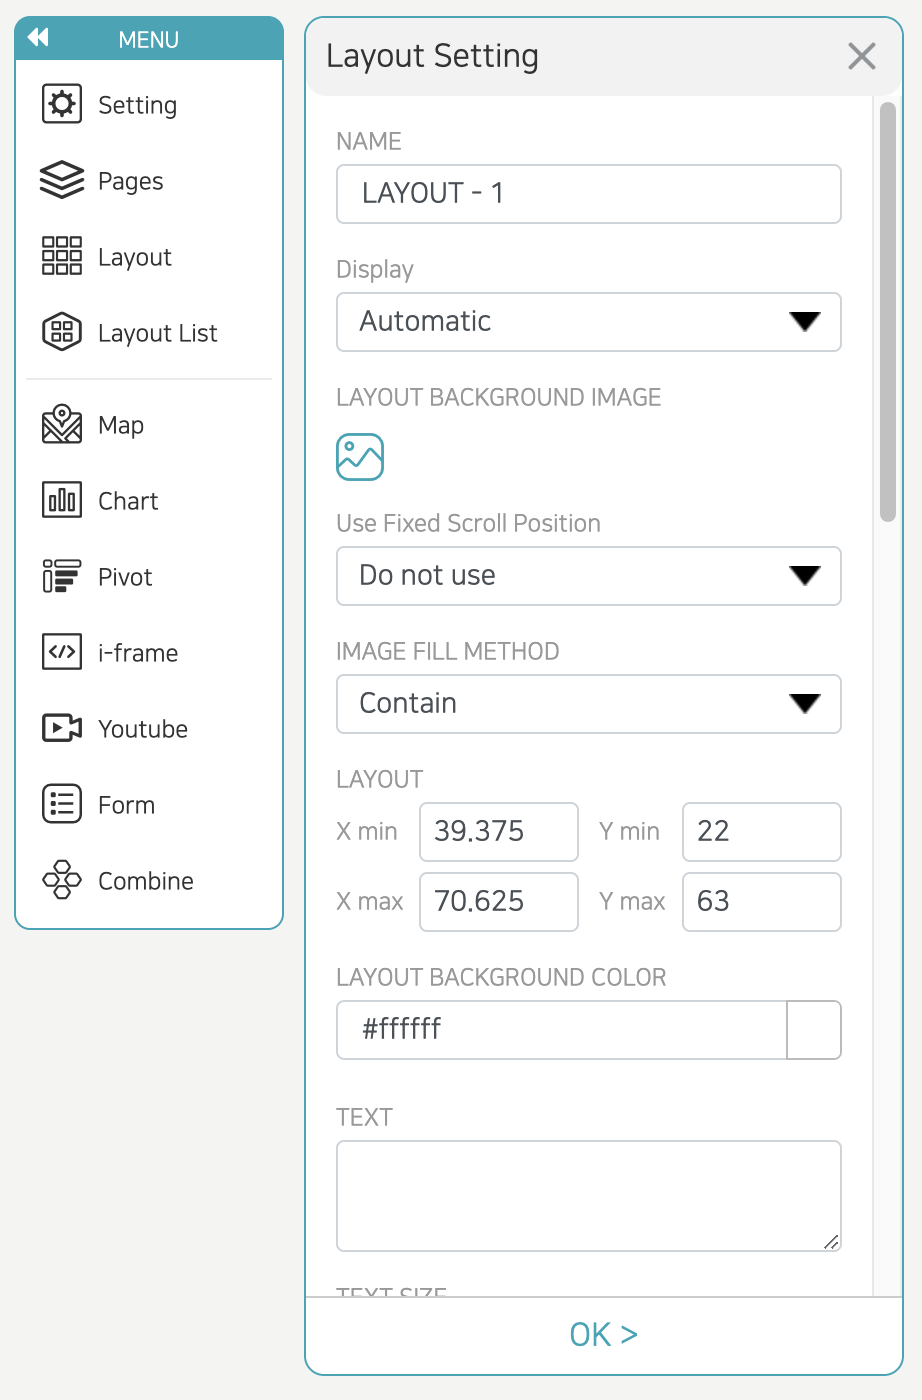 MENU
Setting
Pages
Layout
Layout List
Map
Chart
Pivot
i-frame
Youtube
Form
Combine
Layout Setting
NAME
LAYOUT - 1
Display
Automatic
LAYOUT BACKGROUND IMAGE
Use Fixed Scroll Position
Do not use
IMAGE FILL METHOD
Contain
LAYOUT
X min 39.375 Y min 22
X max 70.625 Y max 63
LAYOUT BACKGROUND COLOR
#ffffff
TEXT
TEXT SIZE
OK >